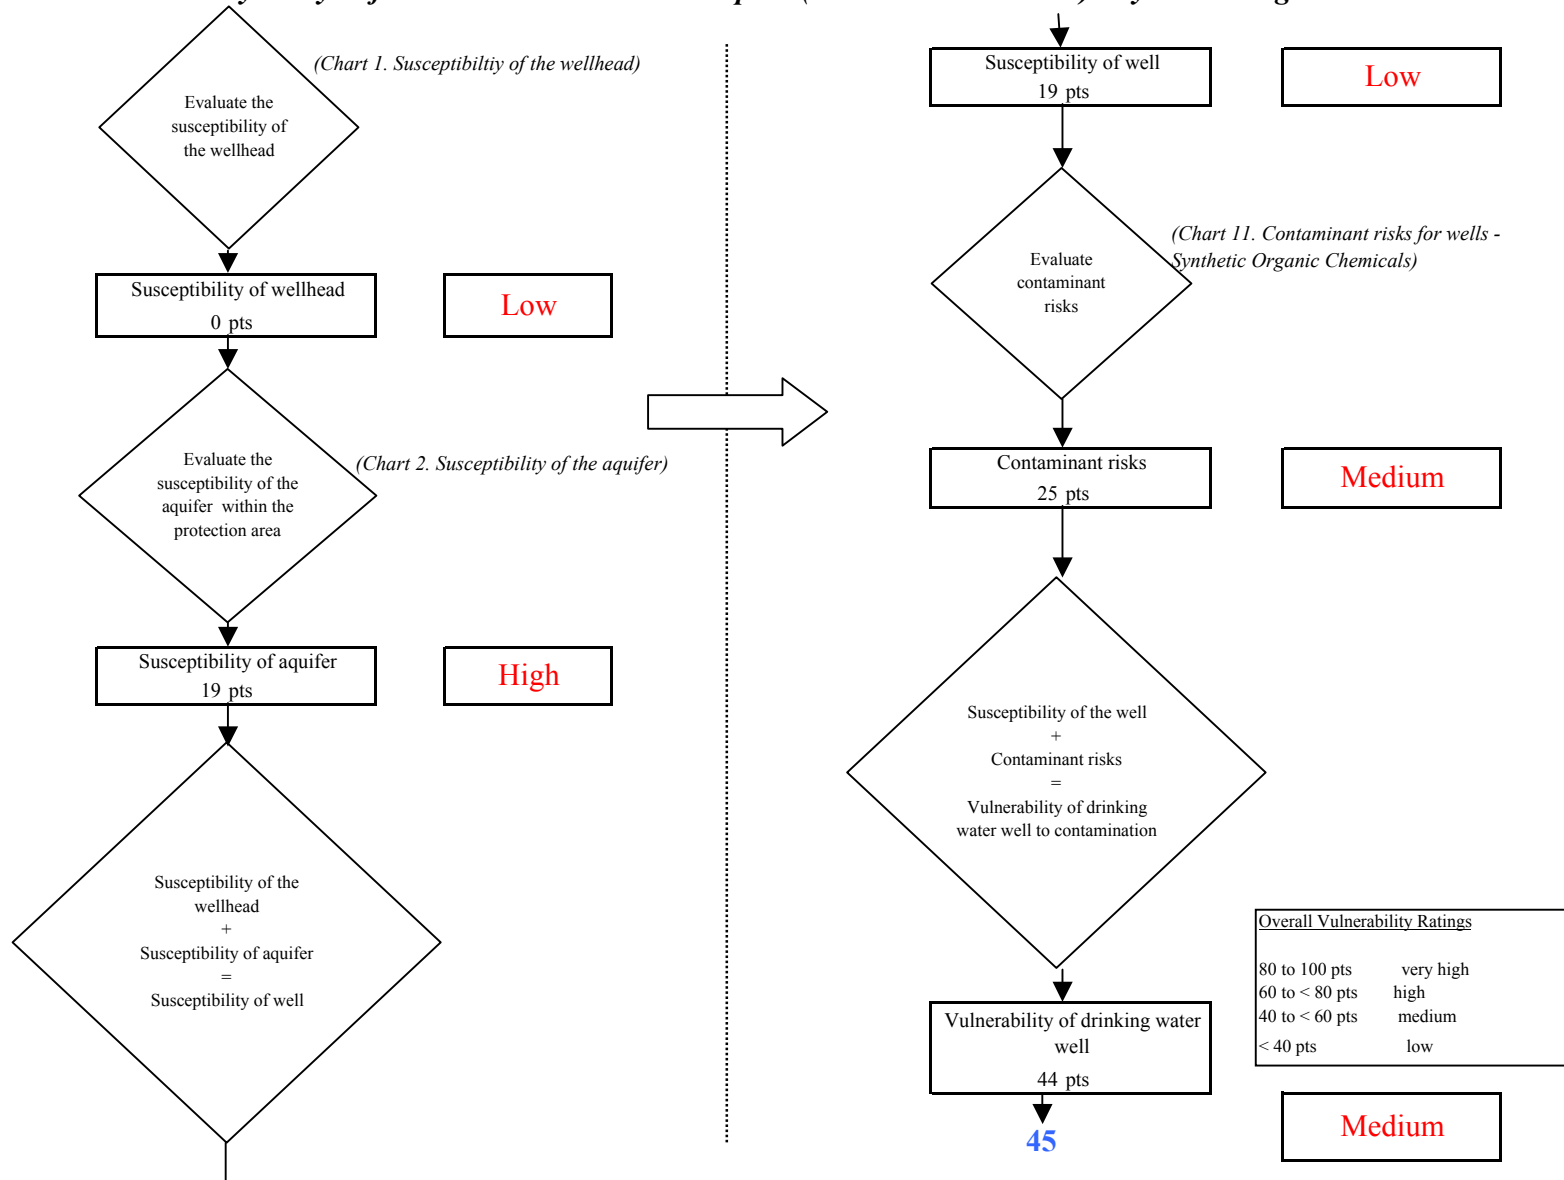 (Chart 1. Susceptibiltiy of the wellhead)
Evaluate the
susceptibility of
the wellhead
Susceptibility of wellhead
0 pts
Low
Evaluate the
susceptibility of the
aquifer within the
protection area
(Chart 2. Susceptibility of the aquifer)
Susceptibility of aquifer
19 pts
High
Susceptibility of the
wellhead
+
Susceptibility of aquifer
=
Susceptibility of well
Susceptibility of well
19 pts
Low
(Chart 11. Contaminant risks for wells -
Synthetic Organic Chemicals)
Evaluate
contaminant
risks
Contaminant risks
25 pts
Medium
Susceptibility of the well
+
Contaminant risks
=
Vulnerability of drinking
water well to contamination
Overall Vulnerability Ratings
80 to 100 pts very high
60 to < 80 pts high
40 to < 60 pts medium
< 40 pts low
Vulnerability of drinking water
well
44 pts
45
Medium